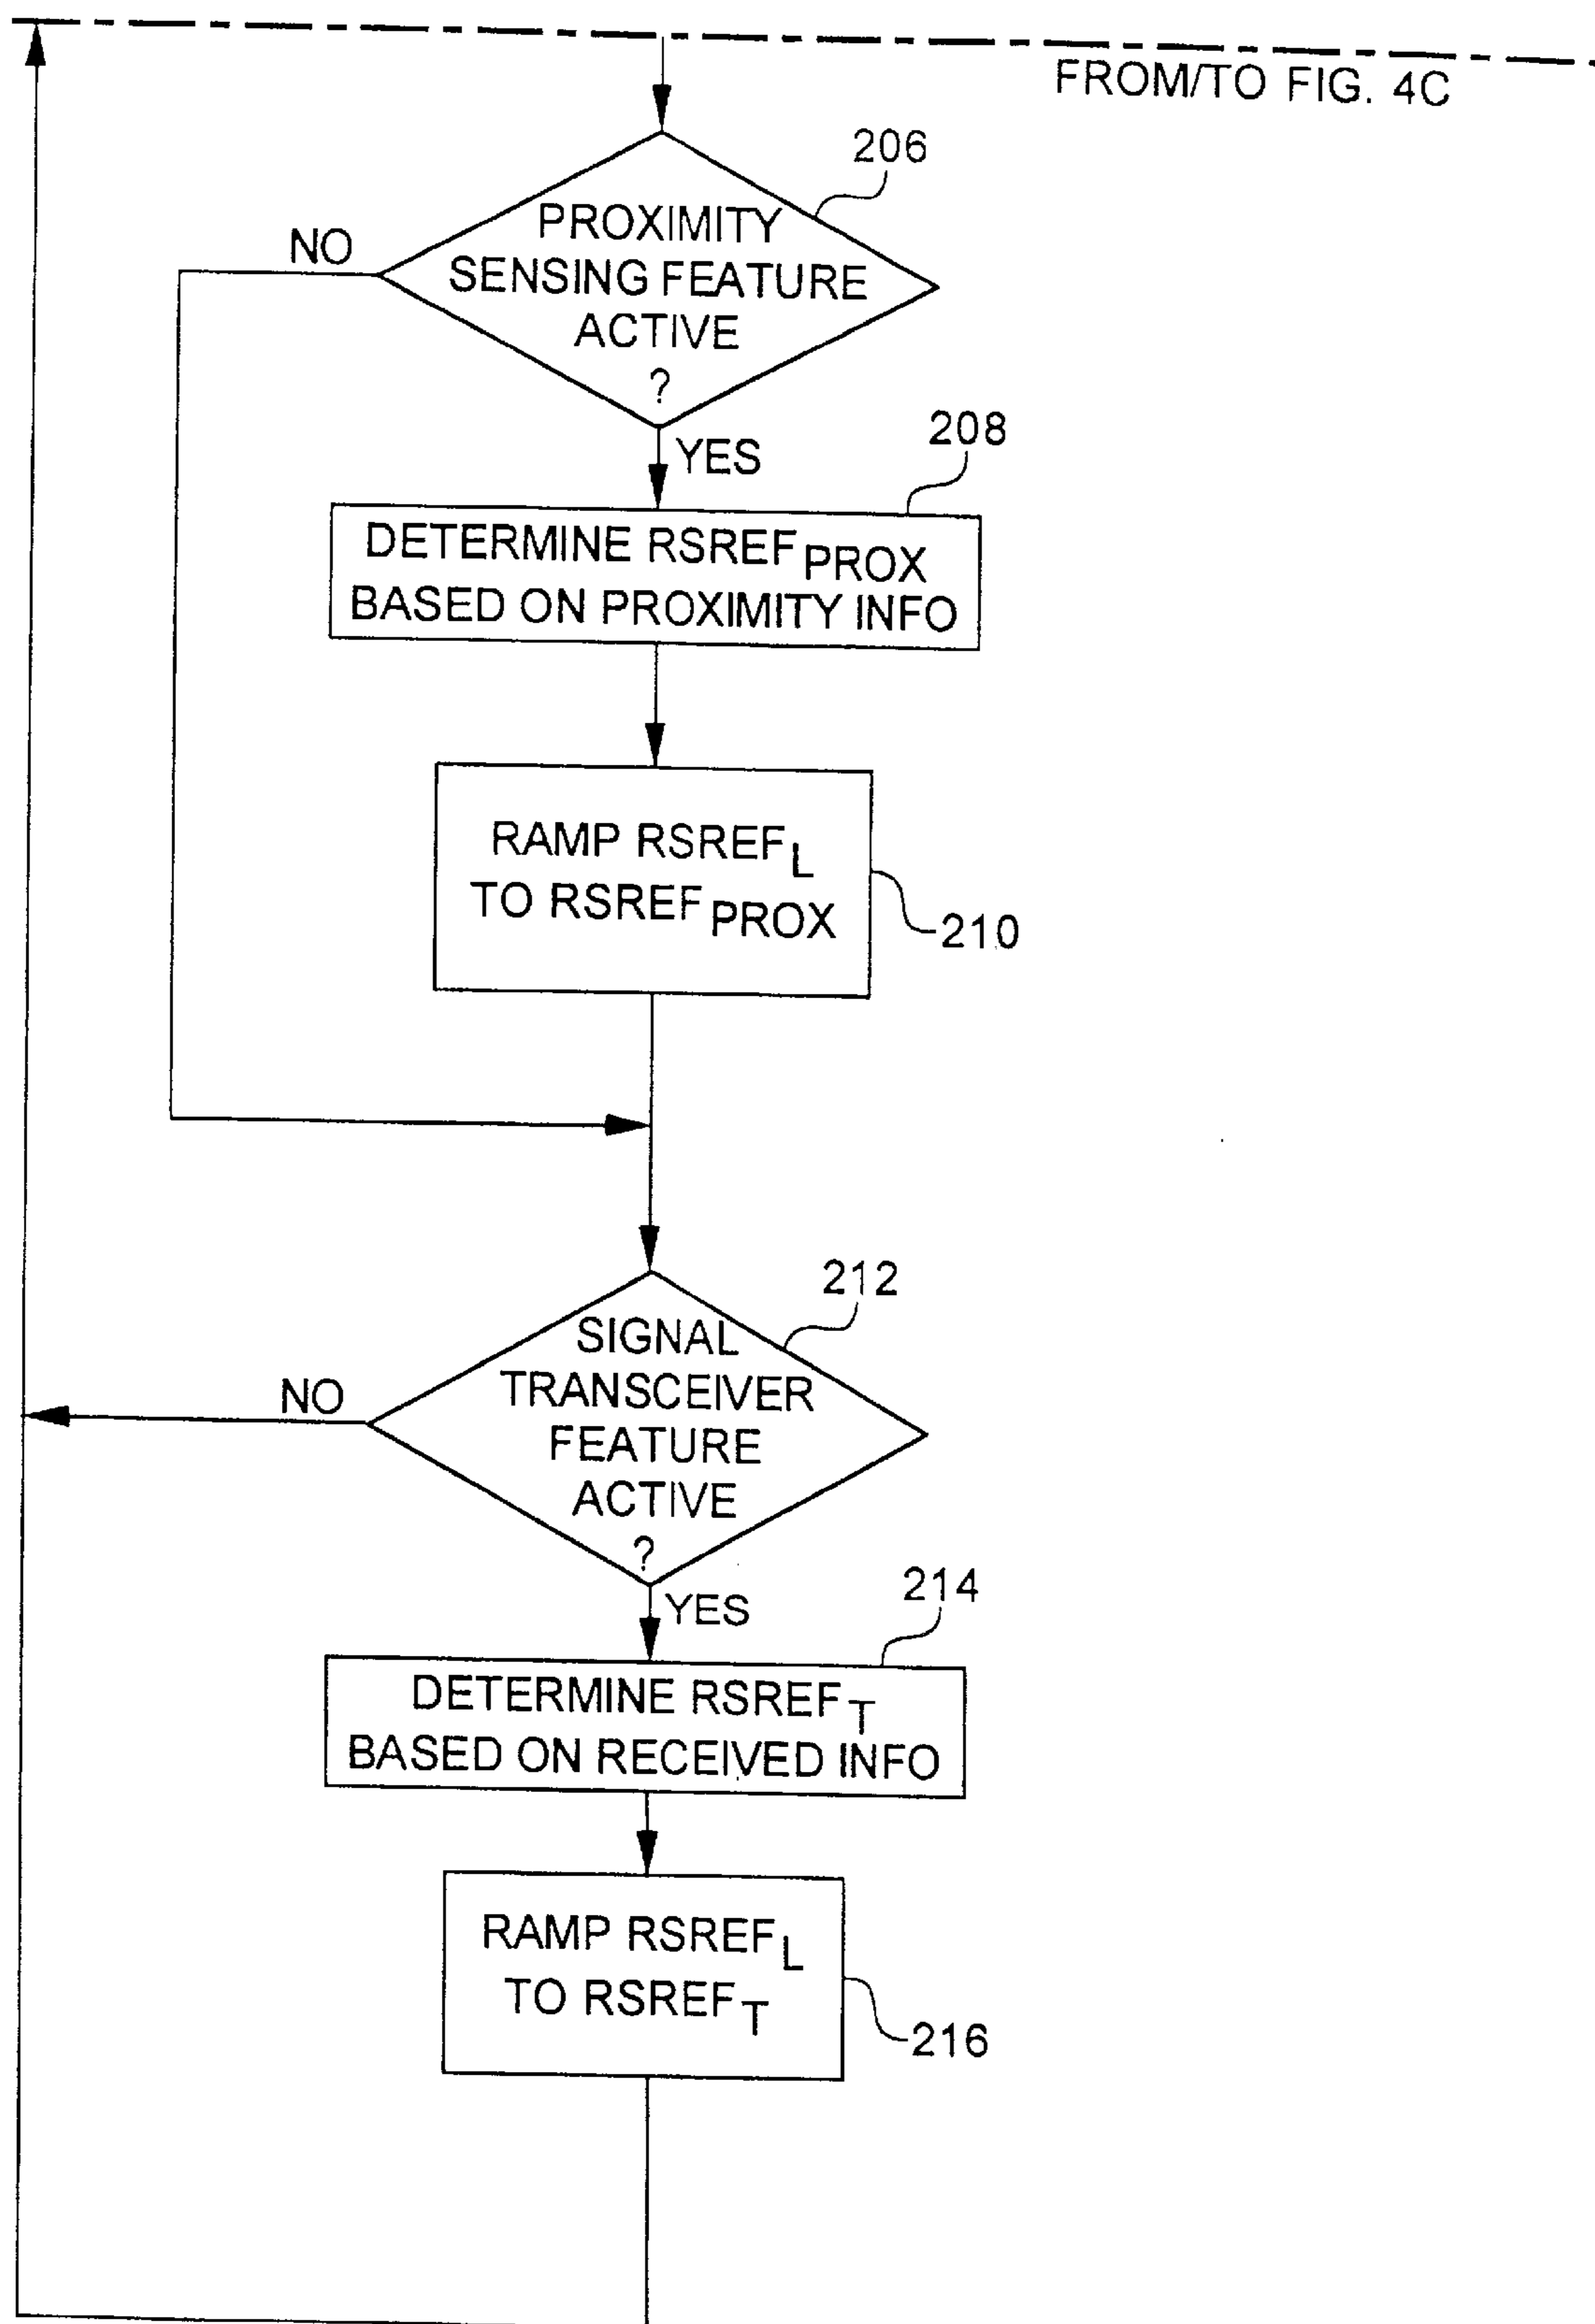 FROM/TO FIG. 4C
206
PROXIMITY
SENSING FEATURE
ACTIVE
?
NO
YES
208
DETERMINE RSREF PROX
BASED ON PROXIMITY INFO
RAMP RSREF L
TO RSREF PROX
210
212
SIGNAL
TRANSCEIVER
FEATURE
ACTIVE
?
NO
YES
214
DETERMINE RSREF T
BASED ON RECEIVED INFO
RAMP RSREF L
TO RSREF T
216